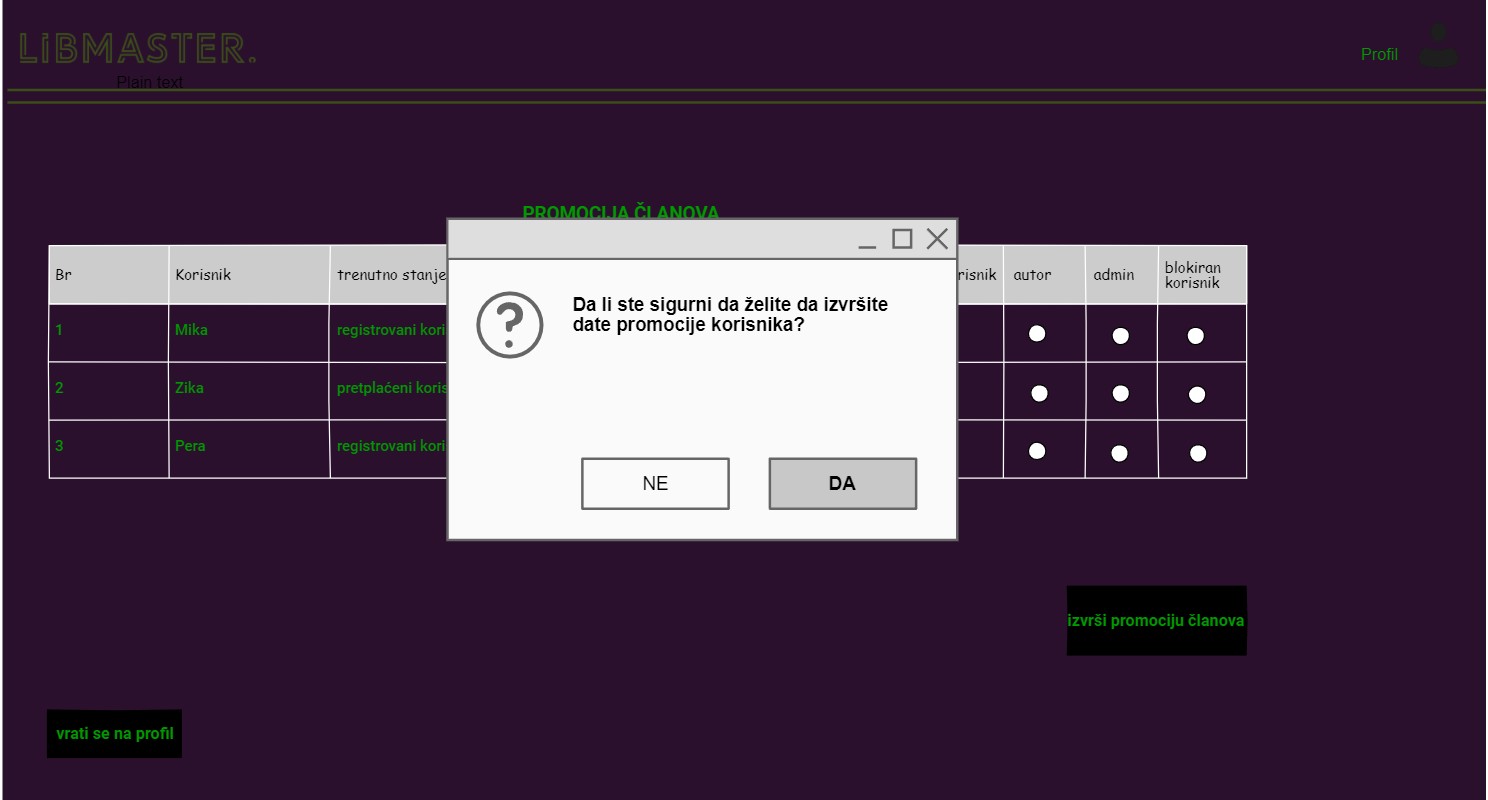 LIBMASTER.
Plain text
Profil
PROMOCIJA ČLANOVA
Br Korisnik trenutno stanje risnik autor admin blokiran korisnik
Da li ste sigurni da želite da izvršite
date promocije korisnika?
1 Mika registrovani kori
2 Zika pretplaćeni koris
3 Pera registrovani kori
NE DA
izvrši promociju članova
vrati se na profil